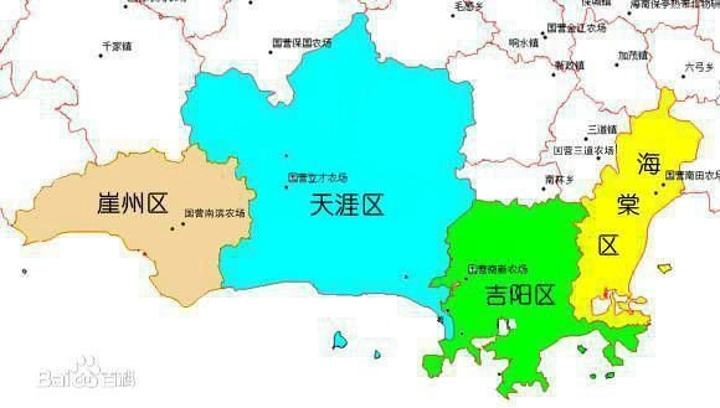 毛感乡
千家镇
国营保国农场
响水镇
国营金江农场
海南保亭热带植物
新政镇
加茂镇
六弓乡
三道镇
国营三道农场
海棠区
国营南田农场
南林乡
国营立才农场
天涯区
崖州区
国营南滨农场
国营南新农场
吉阳区
Baidu百科